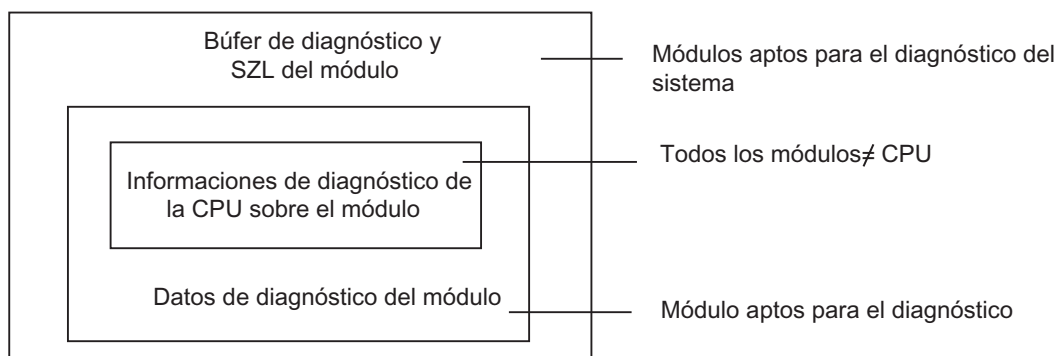 Búfer de diagnóstico y
SZL del módulo
Módulos aptos para el diagnóstico del
sistema
Todos los módulos≠ CPU
Informaciones de diagnóstico de
la CPU sobre el módulo
Datos de diagnóstico del módulo
Módulo aptos para el diagnóstico